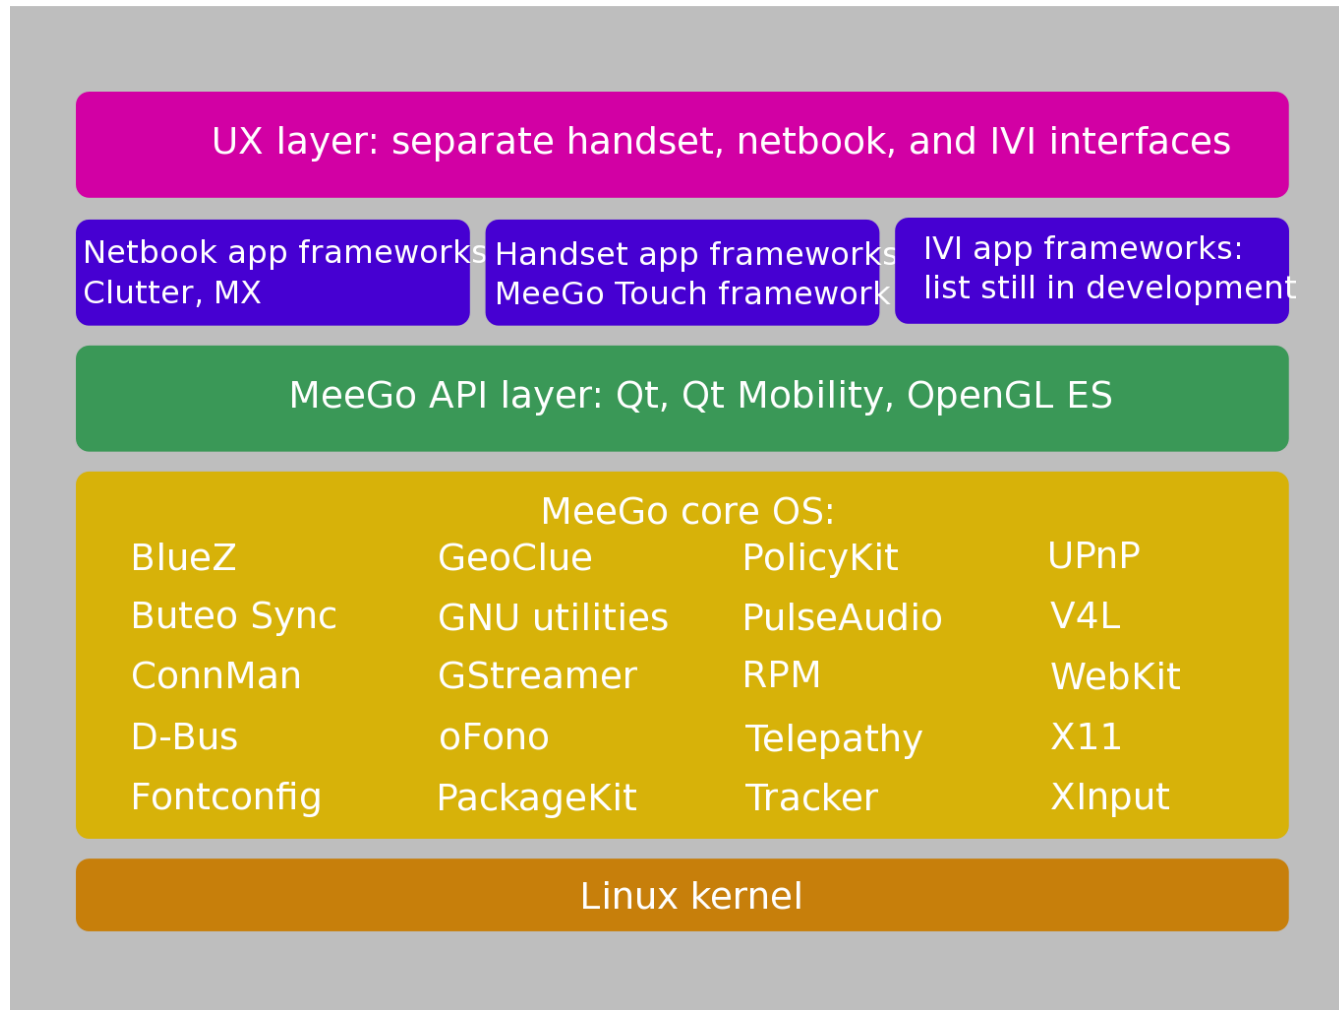 UX layer: separate handset, netbook, and IVI interfaces
Netbook app frameworks
Clutter, MX
Handset app frameworks
MeeGo Touch framework
IVI app frameworks:
list still in development
MeeGo API layer: Qt, Qt Mobility, OpenGL ES
MeeGo core OS:
BlueZ GeoClue PolicyKit UPnP
Buteo Sync GNU utilities PulseAudio V4L
ConnMan GStreamer RPM WebKit
D-Bus oFono Telepathy X11
Fontconfig PackageKit Tracker XInput
Linux kernel